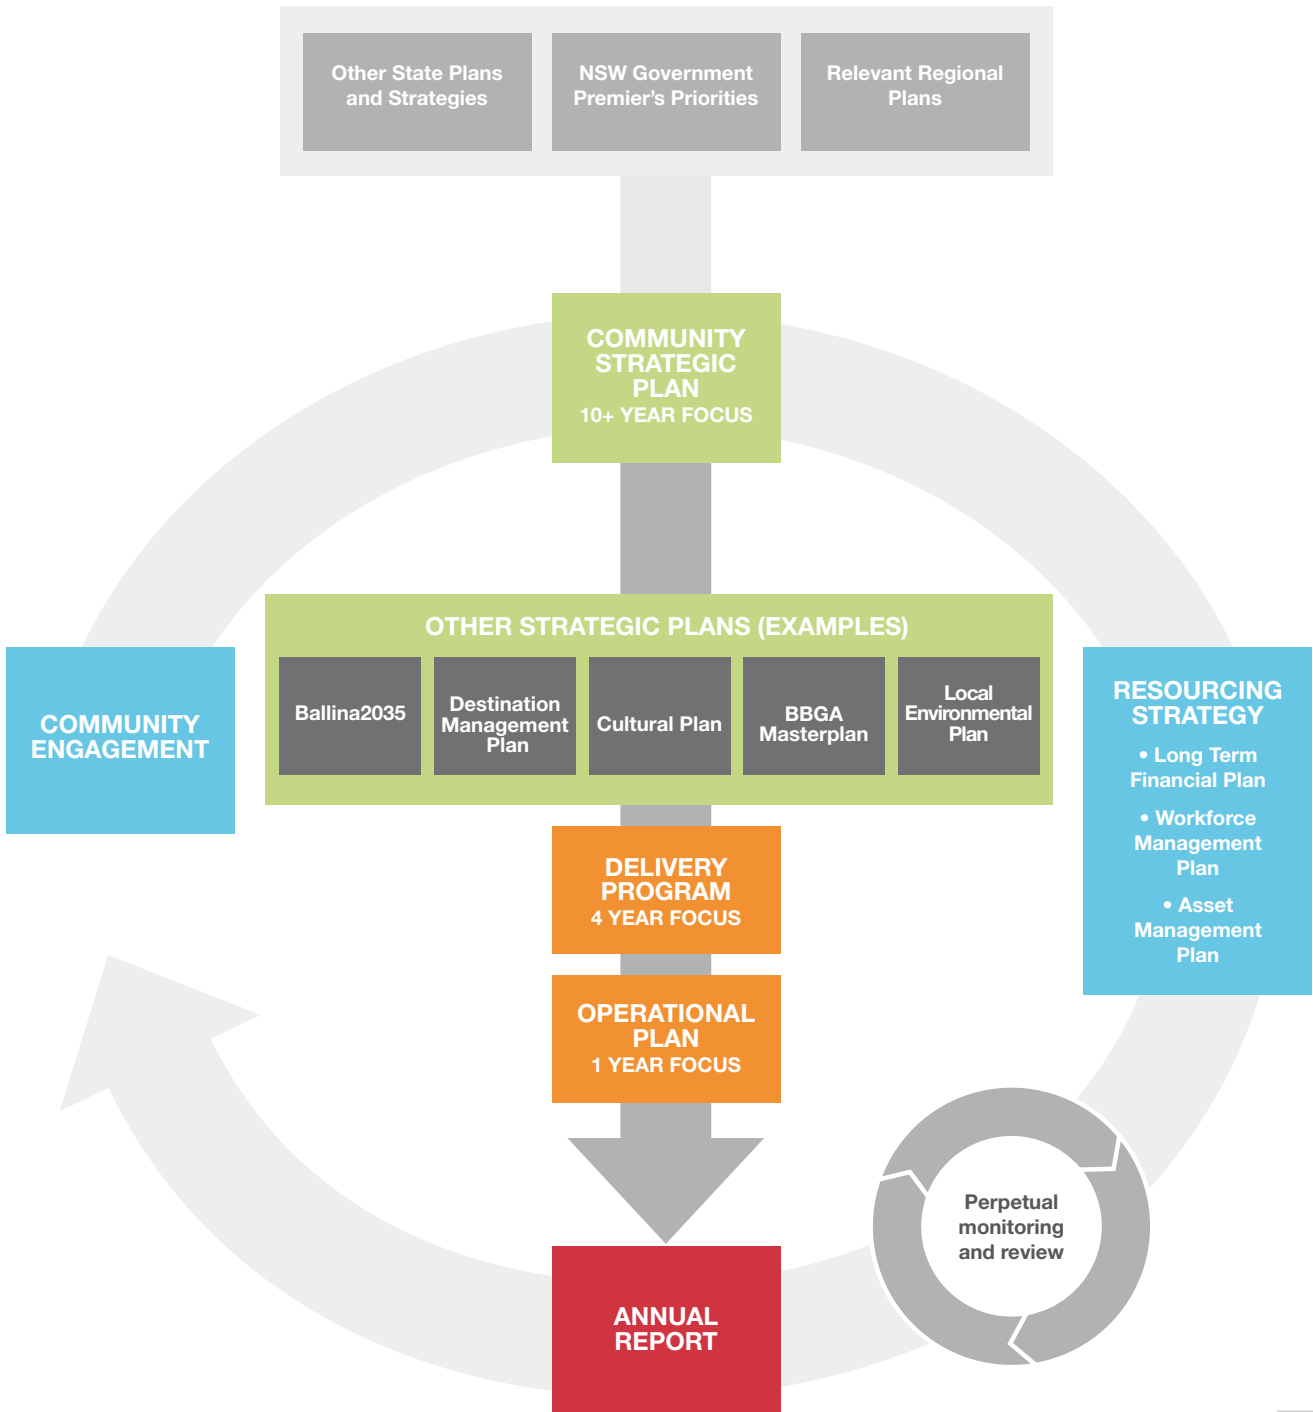 Other State Plans
and Strategies
NSW Government
Premier's Priorities
Relevant Regional
Plans
COMMUNITY
STRATEGIC
PLAN
10+ YEAR FOCUS
OTHER STRATEGIC PLANS (EXAMPLES)
Ballina2035
Destination
Management
Plan
Cultural Plan
BBGA
Masterplan
Local
Environmental
Plan
COMMUNITY
ENGAGEMENT
RESOURCING
STRATEGY
• Long Term
Financial Plan
• Workforce
Management
Plan
• Asset
Management
Plan
DELIVERY
PROGRAM
4 YEAR FOCUS
OPERATIONAL
PLAN
1 YEAR FOCUS
Perpetual
monitoring
and review
ANNUAL
REPORT